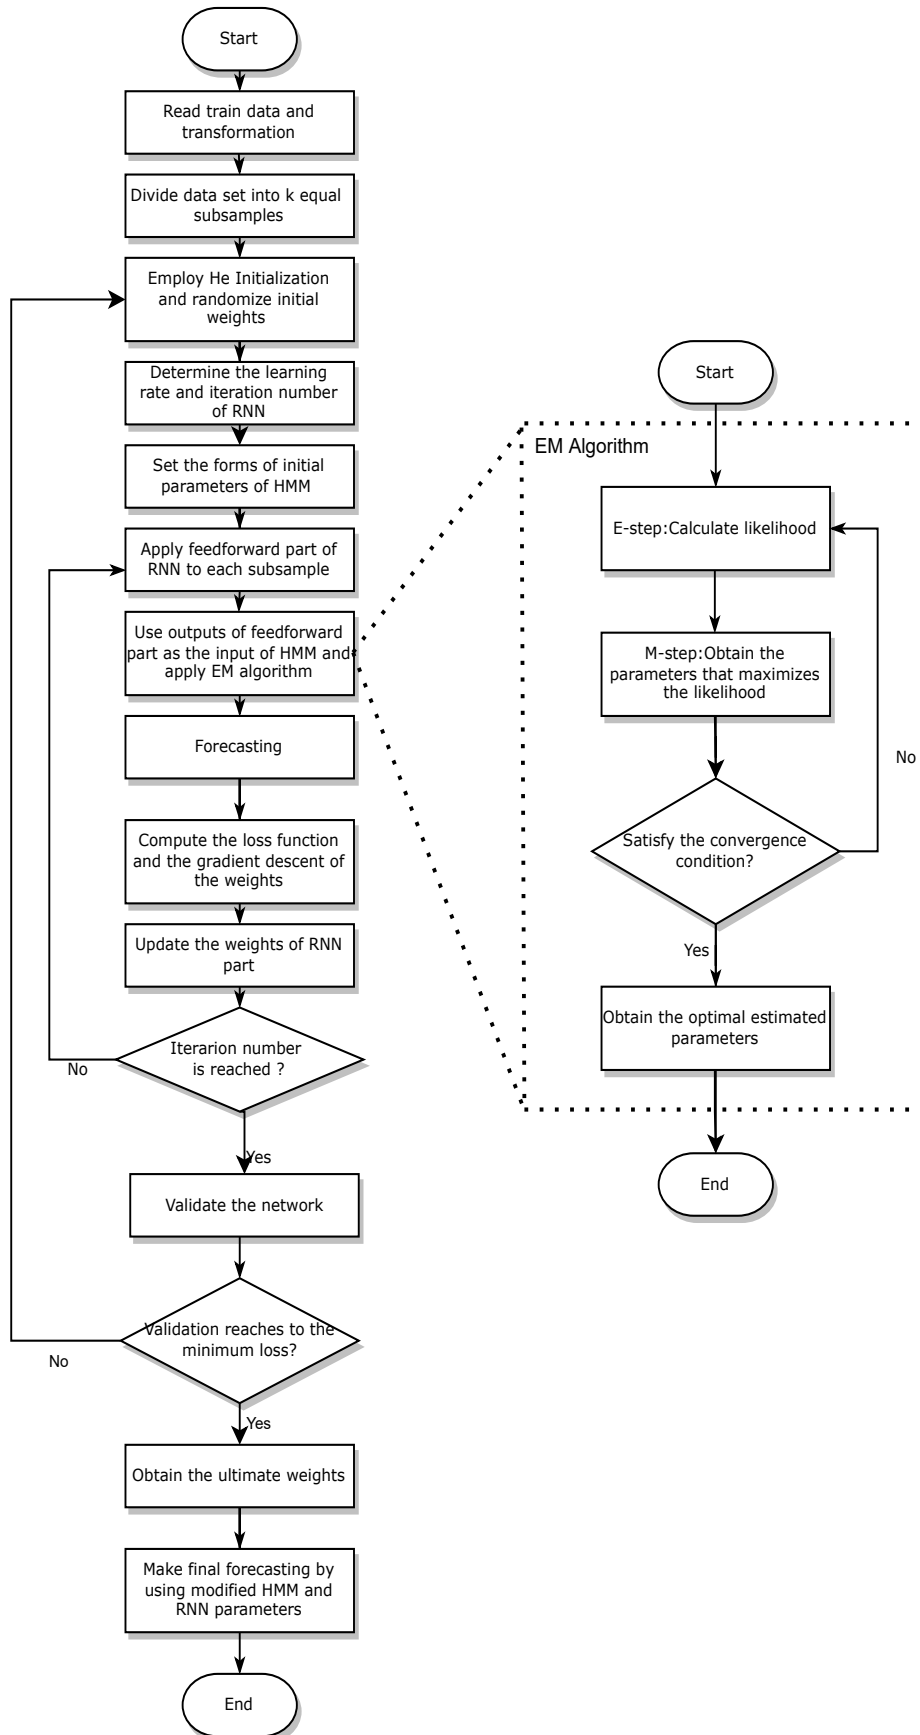 Start
Read train data and
transformation
Divide data set into k equal
subsamples
Employ He Initialization
and randomize initial
weights
Determine the learning
rate and iteration number
of RNN
Set the forms of initial
parameters of HMM
Apply feedforward part of
RNN to each subsample
Use outputs of feedforward
part as the input of HMM and
apply EM algorithm
Forecasting
Compute the loss function
and the gradient descent of
the weights
Update the weights of RNN
part
Iterarion number
is reached ?
No
Yes
Validate the network
Validation reaches to the
minimum loss?
No
Yes
Obtain the ultimate weights
Make final forecasting by
using modified HMM and
RNN parameters
End
Start
EM Algorithm
E-step:Calculate likelihood
M-step:Obtain the
parameters that maximizes
the likelihood
No
Satisfy the convergence
condition?
Yes
Obtain the optimal estimated
parameters
End